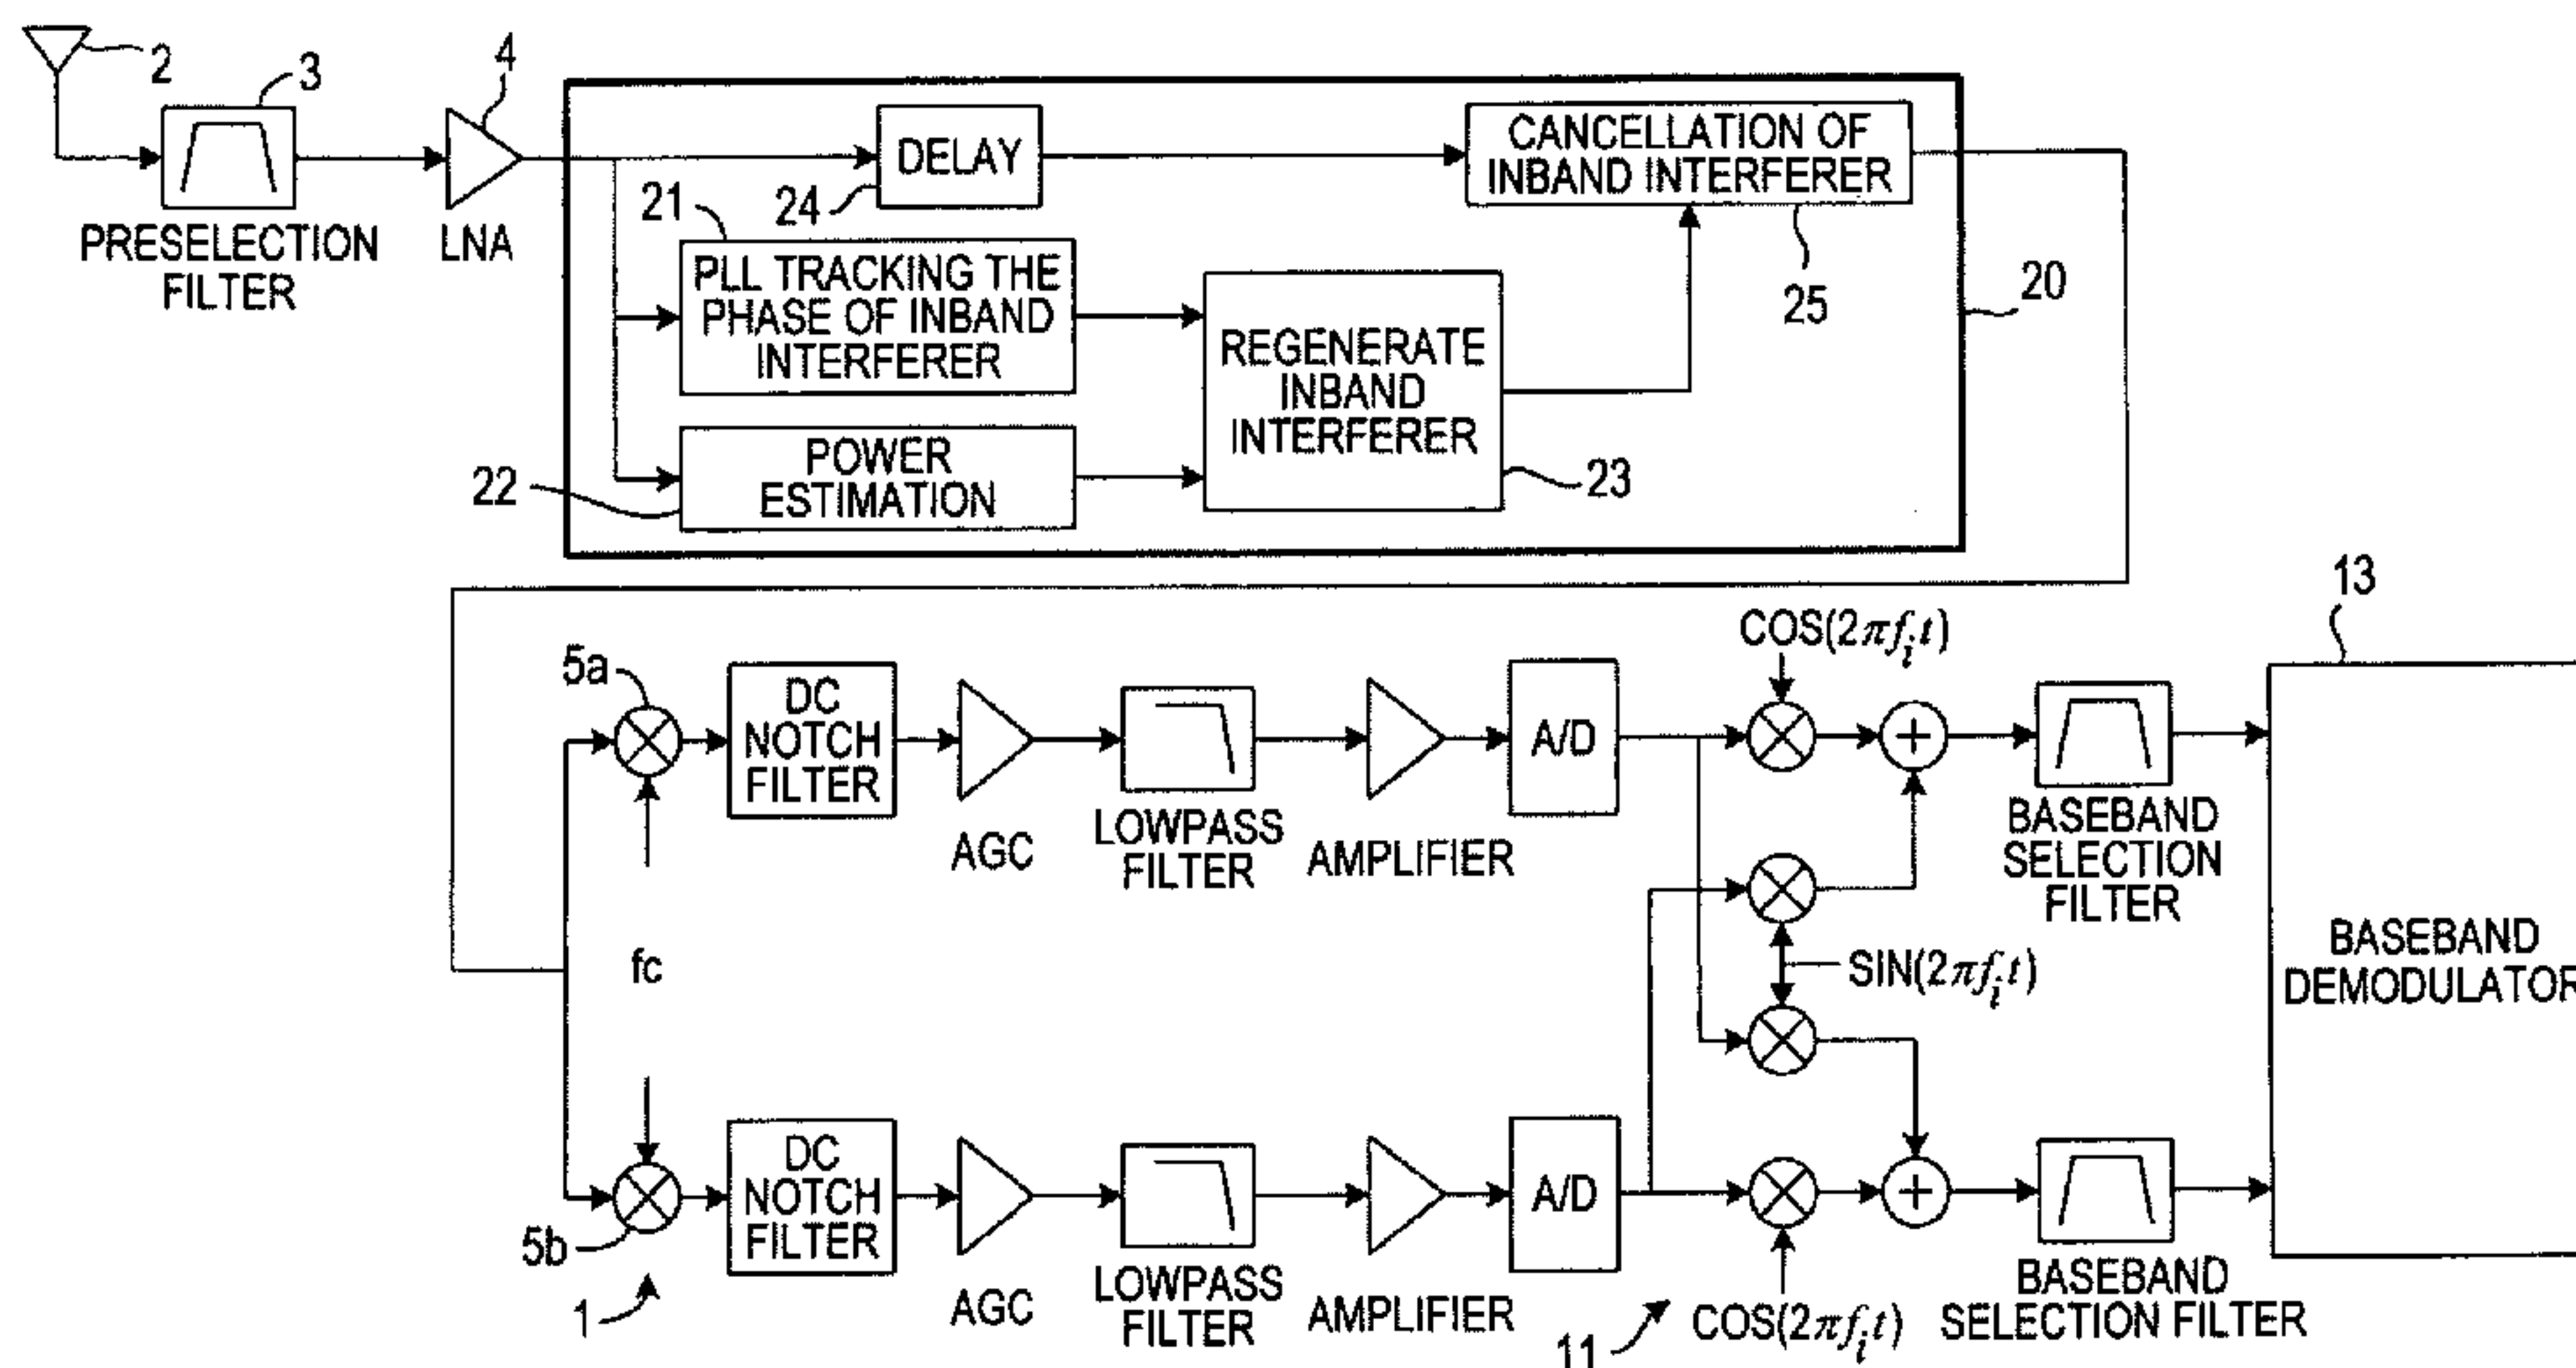 2
3
4
PRESELECTION
FILTER
LNA
DELAY
24
CANCELLATION OF
INBAND INTERFERER
25
20
21
PLL TRACKING THE
PHASE OF INBAND
INTERFERER
REGENERATE
INBAND
INTERFERER
23
22
POWER
ESTIMATION
13
5a
DC
NOTCH
FILTER
AGC
LOWPASS
FILTER
AMPLIFIER
A/D
COS(2πf_i t)
BASEBAND
SELECTION
FILTER
fc
SIN(2πf_i t)
BASEBAND
DEMODULATOR
5b
1
DC
NOTCH
FILTER
AGC
LOWPASS
FILTER
AMPLIFIER
A/D
11
COS(2πf_i t)
BASEBAND
SELECTION FILTER